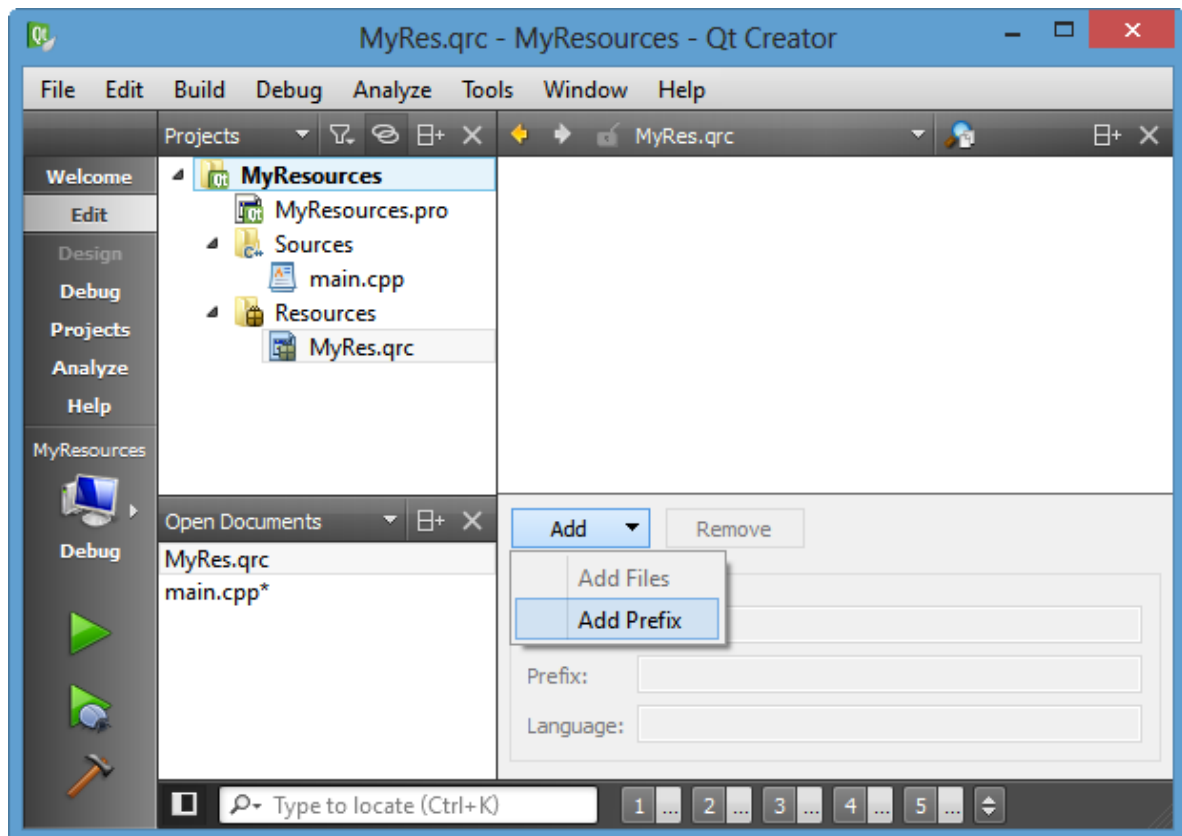 MyRes.qrc - MyResources - Qt Creator
File Edit Build Debug Analyze Tools Window Help
Projects
MyRes.qrc
Welcome
Edit
Design
Debug
Projects
Analyze
Help
MyResources
Debug
MyResources
MyResources.pro
Sources
main.cpp
Resources
MyRes.qrc
Open Documents
MyRes.qrc
main.cpp*
Add
Remove
Add Files
Add Prefix
Prefix:
Language:
Type to locate (Ctrl+K)
1 ... 2 ... 3 ... 4 ... 5 ...